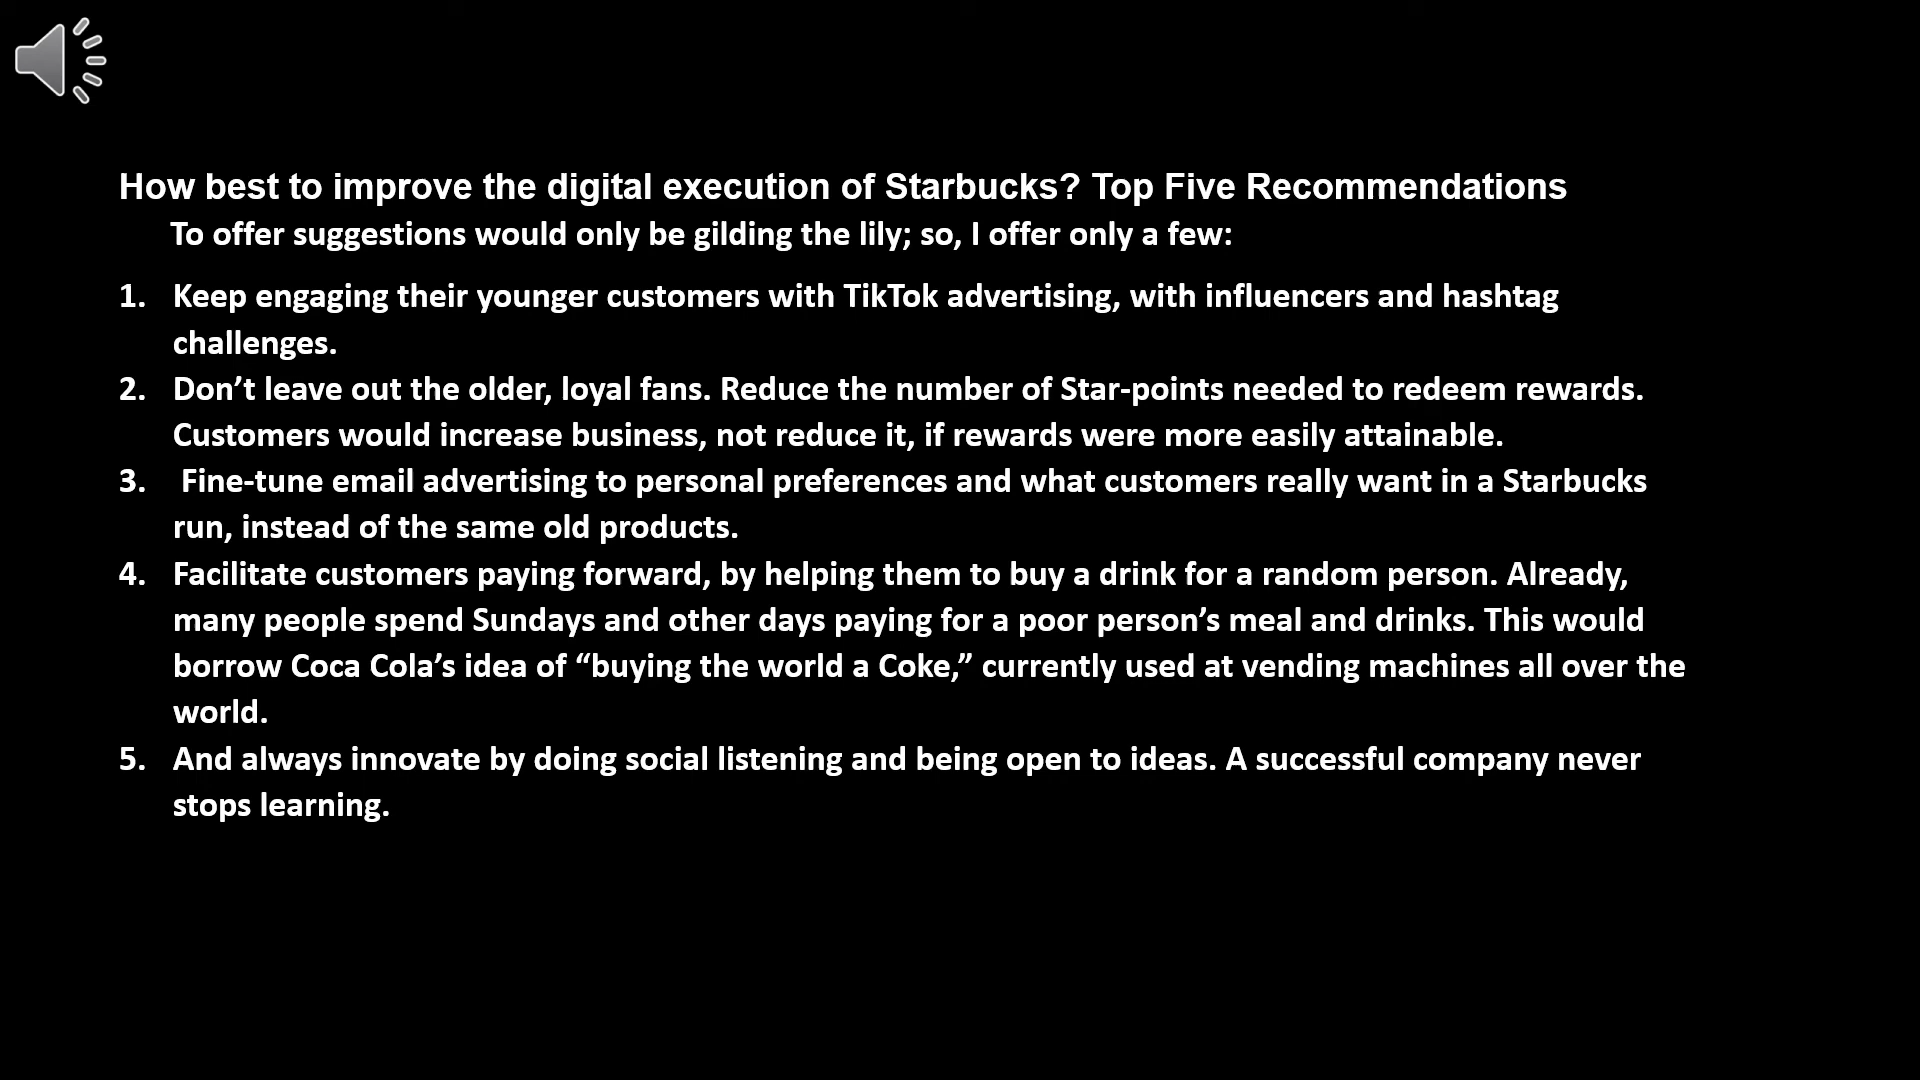 How best to improve the digital execution of Starbucks? Top Five Recommendations
To offer suggestions would only be gilding the lily; so, I offer only a few:
1. Keep engaging their younger customers with TikTok advertising, with influencers and hashtag
challenges.
2. Don’t leave out the older, loyal fans. Reduce the number of Star-points needed to redeem rewards.
Customers would increase business, not reduce it, if rewards were more easily attainable.
3. Fine-tune email advertising to personal preferences and what customers really want in a Starbucks
run, instead of the same old products.
4. Facilitate customers paying forward, by helping them to buy a drink for a random person. Already,
many people spend Sundays and other days paying for a poor person’s meal and drinks. This would
borrow Coca Cola’s idea of “buying the world a Coke,” currently used at vending machines all over the
world.
5. And always innovate by doing social listening and being open to ideas. A successful company never
stops learning.